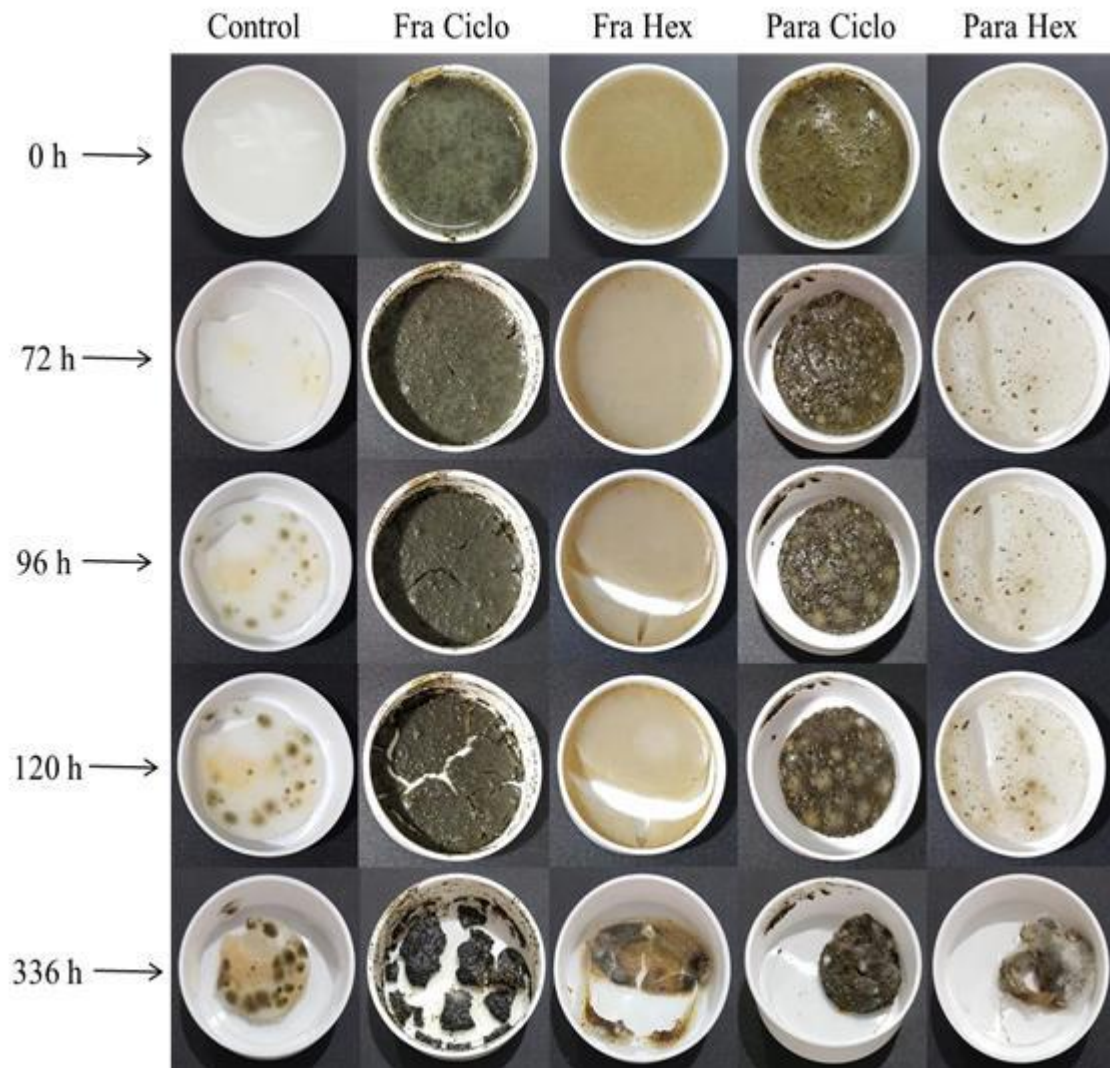 Control Fra Ciclo Fra Hex Para Ciclo Para Hex
0 h
72 h
96 h
120 h
336 h